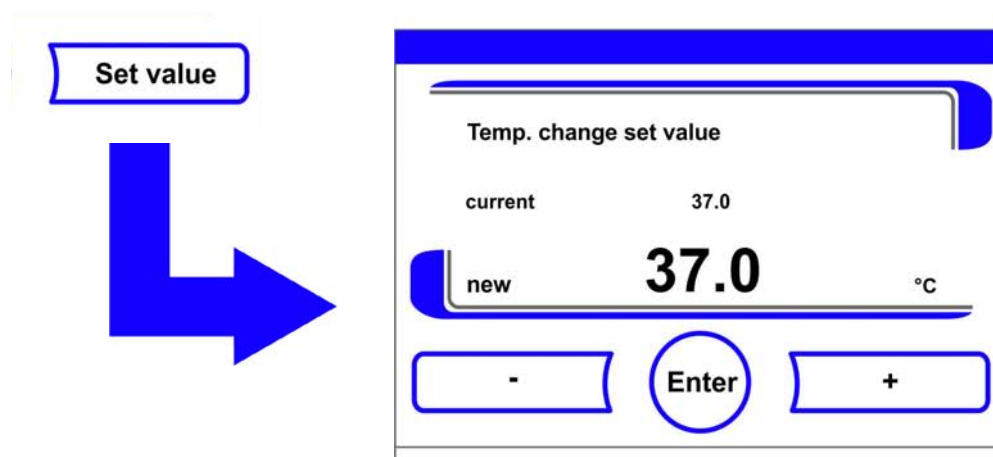 Set value
Temp. change set value
current 37.0
new 37.0 °C
- Enter +